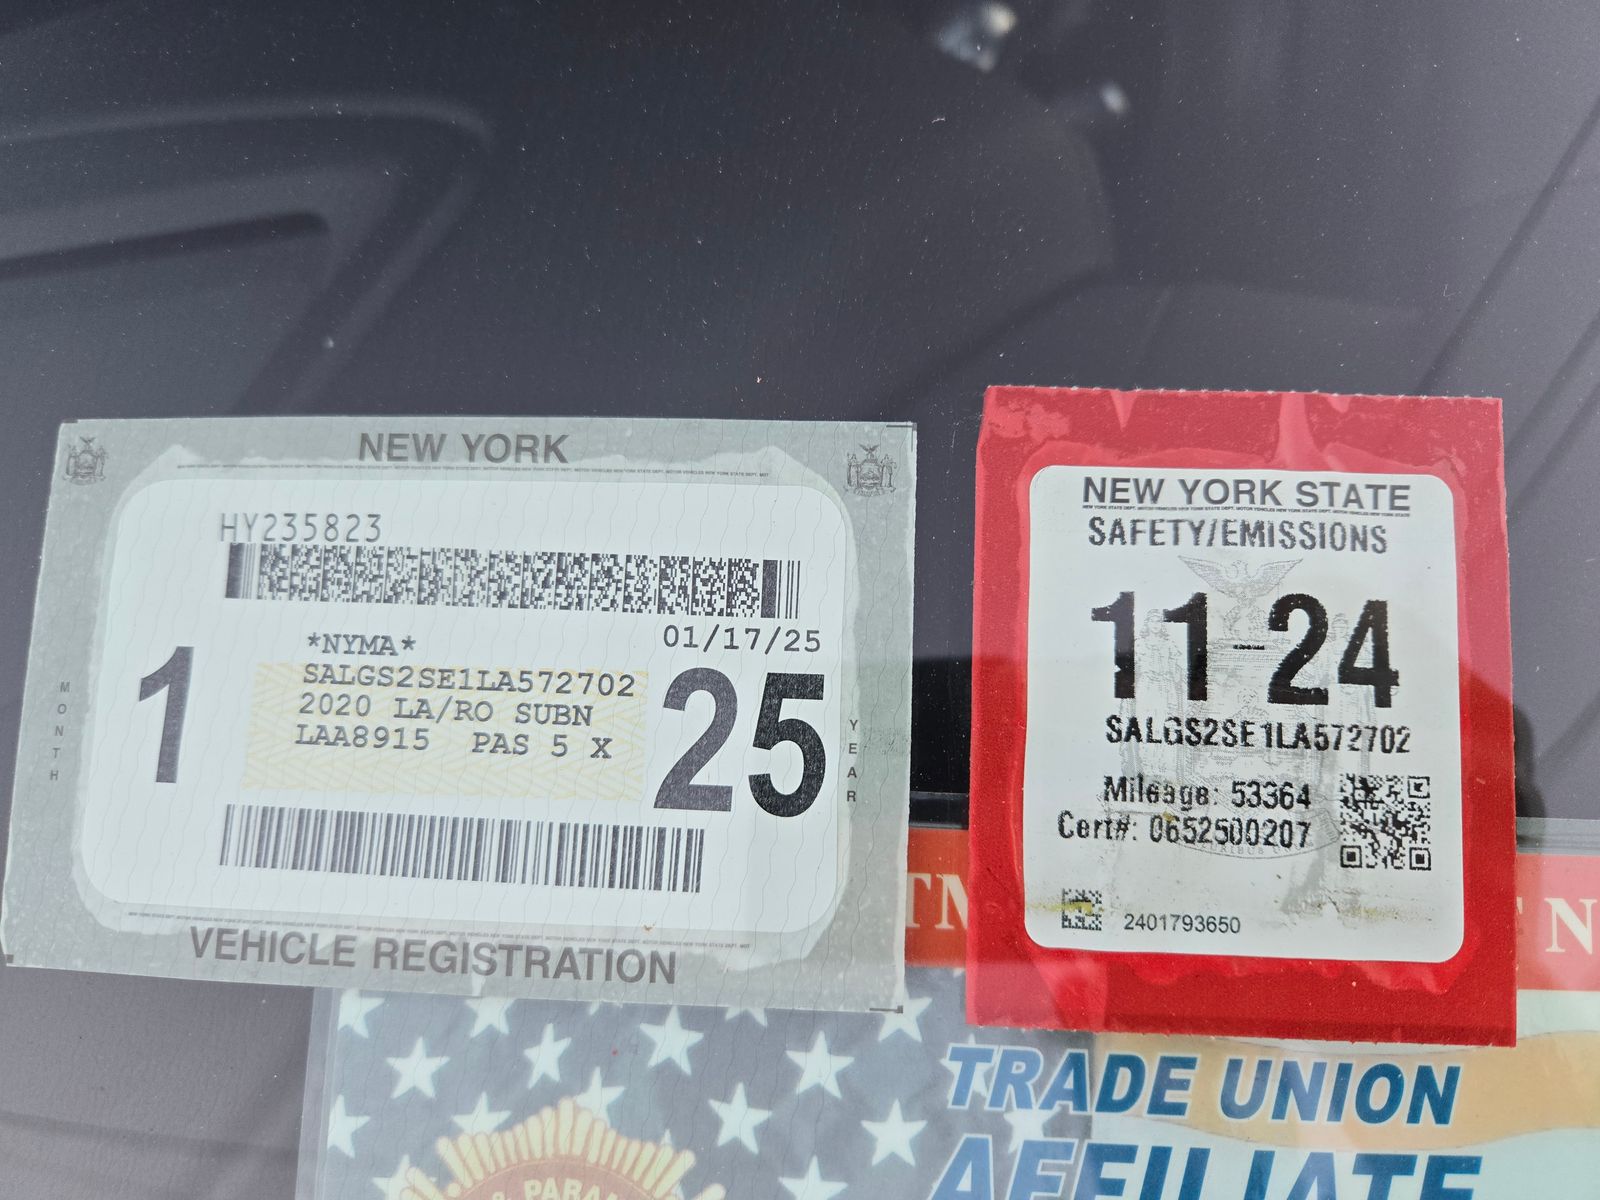 NEW YORK
HY235823
*NYMA*
01/17/25
SALGS2SE1LA572702
2020 LA/RO SUBN
LAA8915 PAS 5 X
MONTH
1
25
YEAR
VEHICLE REGISTRATION
NEW YORK STATE
SAFETY/EMISSIONS
11-24
SALGS2SE1LA572702
Mileage: 53364
Cert#: 0652500207
2401793650
TRADE UNION
AFFILIATE